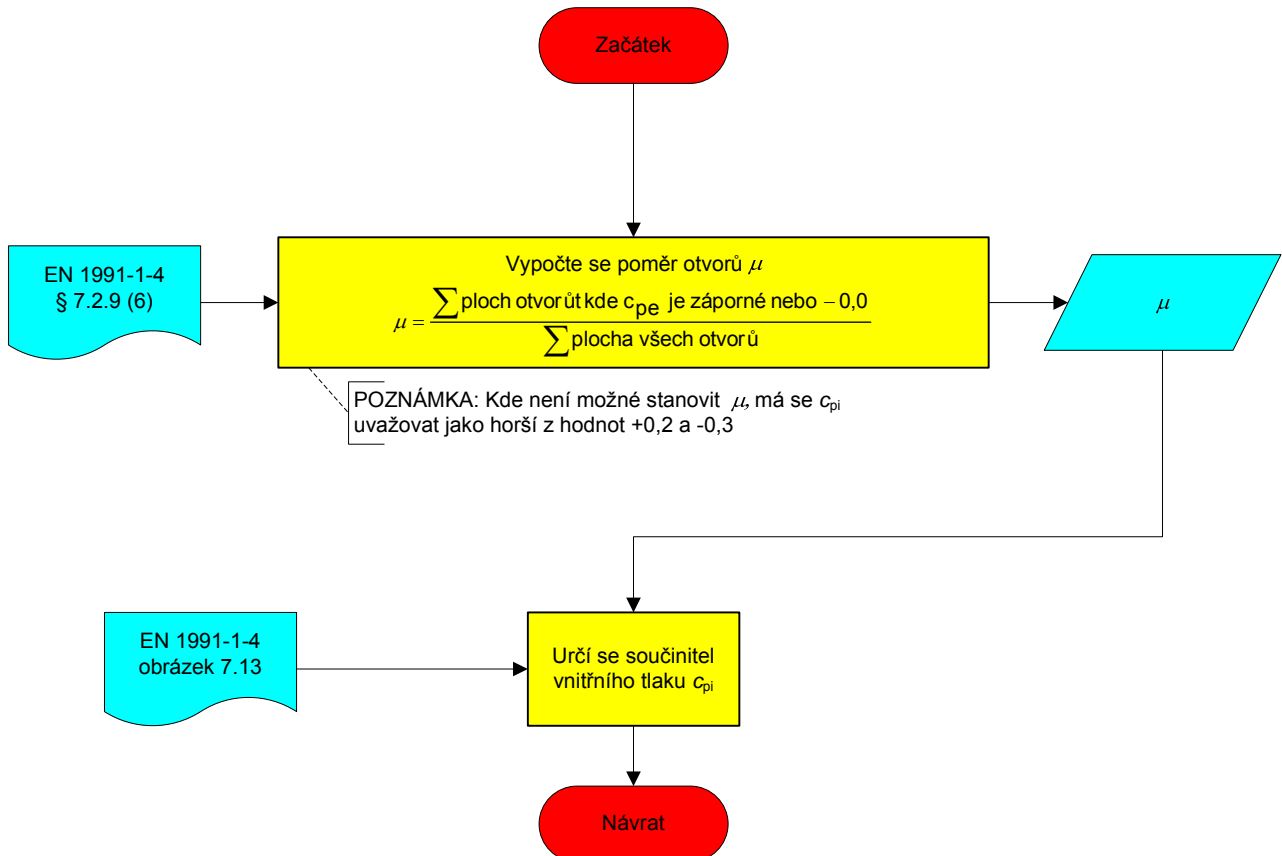 Začátek
EN 1991-1-4
§ 7.2.9 (6)
Vypočte se poměr otvorů μ
μ = ∑ ploch otvorůt kde cpe je záporné nebo − 0,0
∑ plocha všech otvorů
μ
POZNÁMKA: Kde není možné stanovit μ, má se cpi
uvažovat jako horší z hodnot +0,2 a -0,3
EN 1991-1-4
obrázek 7.13
Určí se součinitel
vnitřního tlaku cpi
Návrat